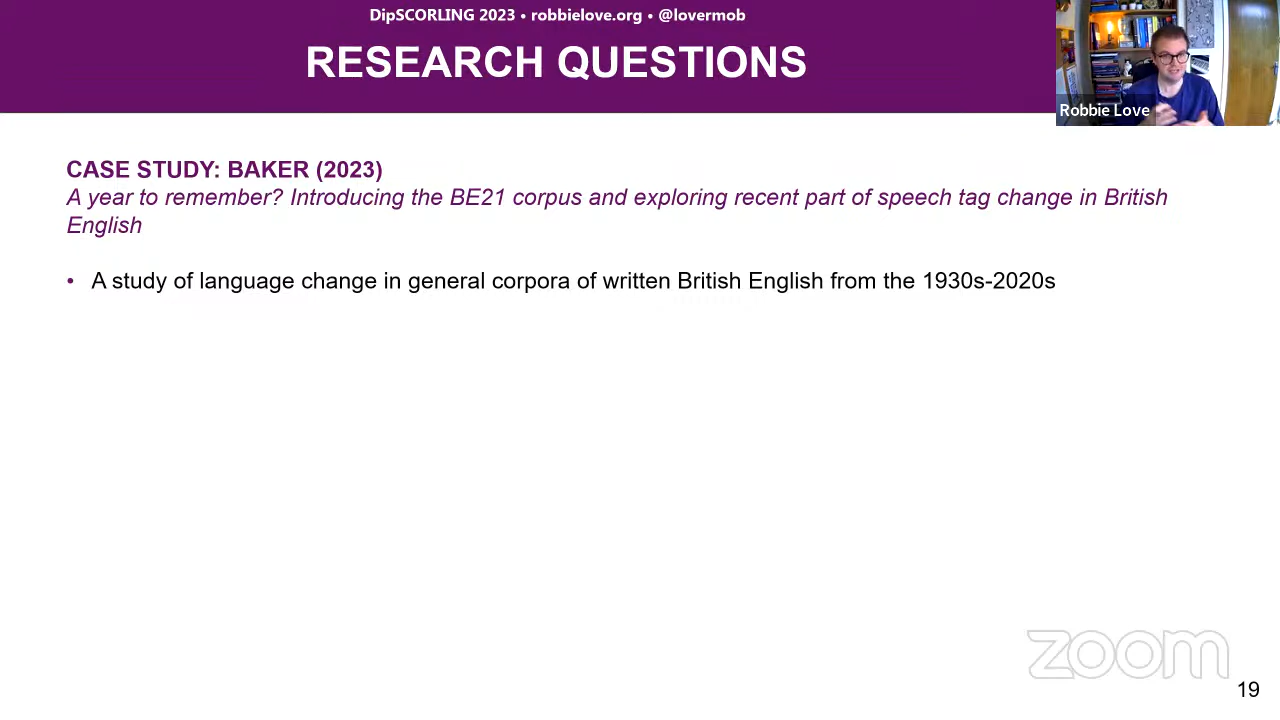 DipSCORLING 2023 • robbielove.org • @lovermob
RESEARCH QUESTIONS
Robbie Love
CASE STUDY: BAKER (2023)
A year to remember? Introducing the BE21 corpus and exploring recent part of speech tag change in British
English
• A study of language change in general corpora of written British English from the 1930s-2020s
zoom
19